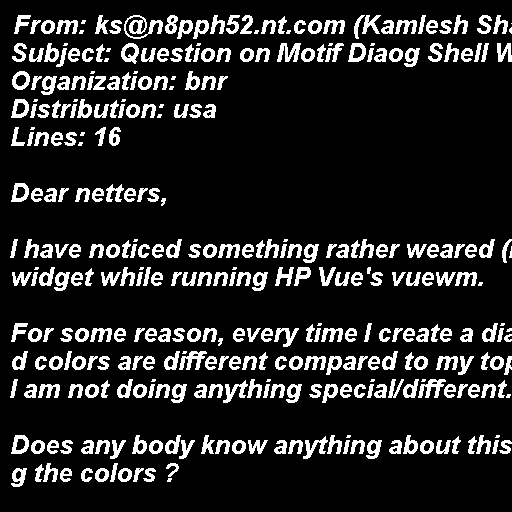 From: ks@n8pph52.nt.com (Kamlesh
Subject: Question on Motif Diaog Shell
Organization: bnr
Distribution: usa
Lines: 16
Dear netters,
I have noticed something rather weared
widget while running HP Vue's vuewm.
For some reason, every time I create a
d colors are different compared to my
I am not doing anything special/different.
Does any body know anything about this
g the colors ?